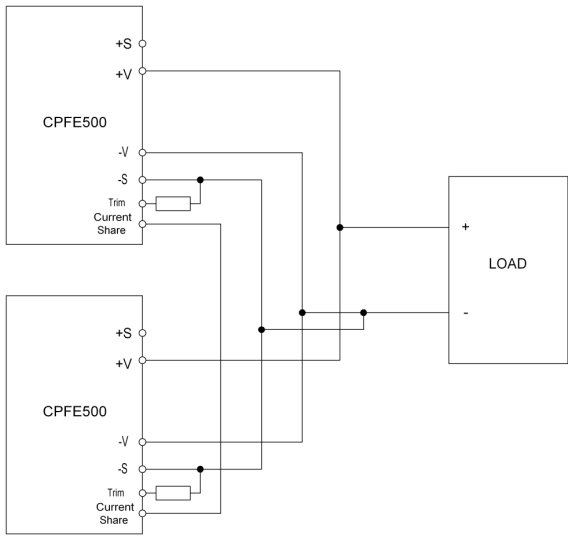 +S
+V
CPFE500
-V
-S
Trim
Current
Share
+
LOAD
-
+S
+V
CPFE500
-V
-S
Trim
Current
Share